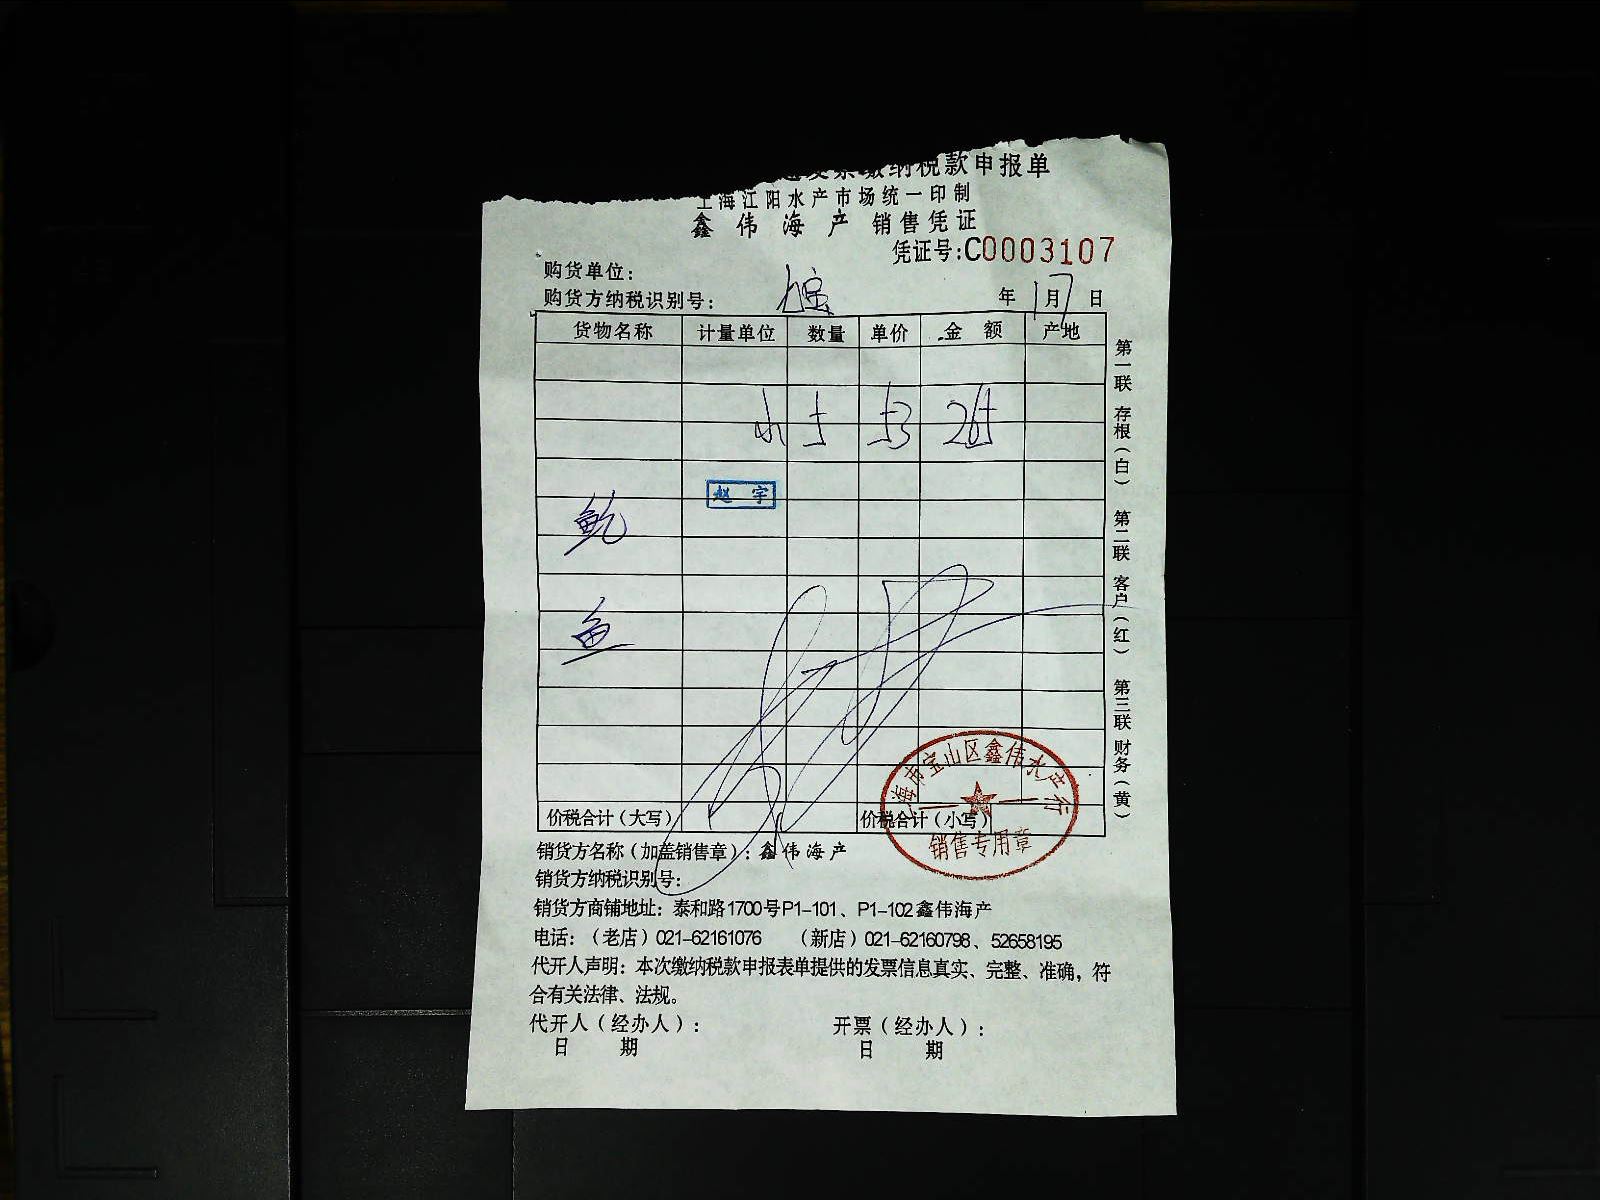 缴纳税款申报单
上海江阳水产市场统一印制
鑫伟海产 销售凭证
凭证号:C0003107
购货单位:
购货方纳税识别号: 年 1月7日
货物名称 计量单位 数量 单价 金额 产地
赵宇
鱼
价税合计(大写) 价税合计(小写)
海市宝山区鑫伟水产行
销售专用章
销货方名称(加盖销售章):鑫伟海产
销货方纳税识别号:
销货方商铺地址:泰和路1700号P1-101、P1-102鑫伟海产
电话:(老店)021-62161076 (新店)021-62160798、52658195
代开人声明:本次缴纳税款申报表单提供的发票信息真实、完整、准确,符
合有关法律、法规。
代开人(经办人): 开票(经办人):
日 期 日 期
第一联 存根(白) 第二联 客户(红) 第三联 财务(黄)